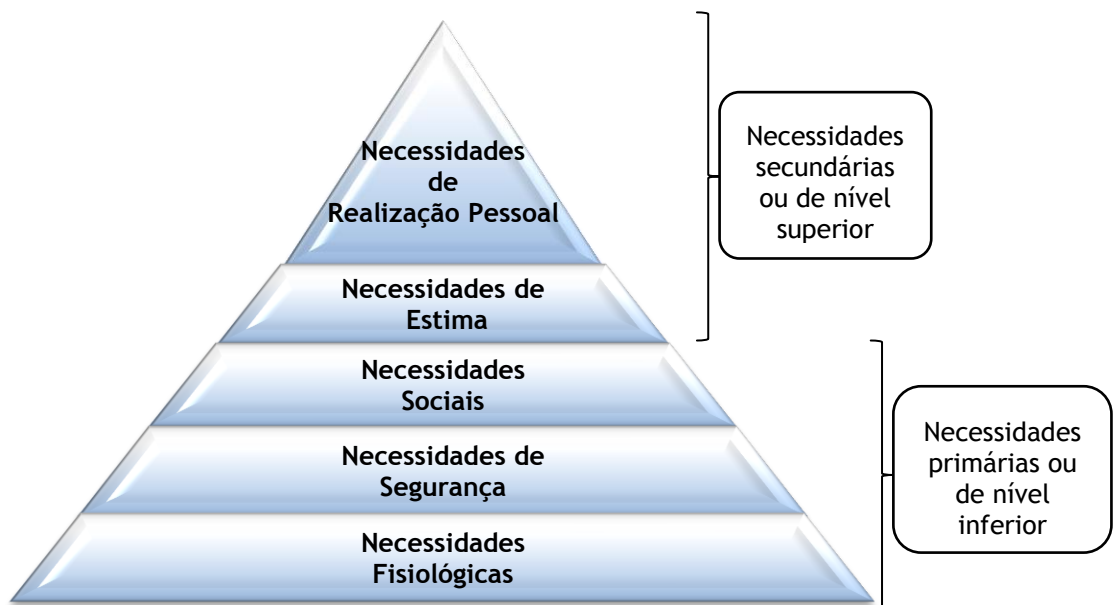 Necessidades
de
Realização Pessoal
Necessidades de
Estima
Necessidades
Sociais
Necessidades de
Segurança
Necessidades
Fisiológicas
Necessidades
secundárias
ou de nível
superior
Necessidades
primárias ou
de nível
inferior